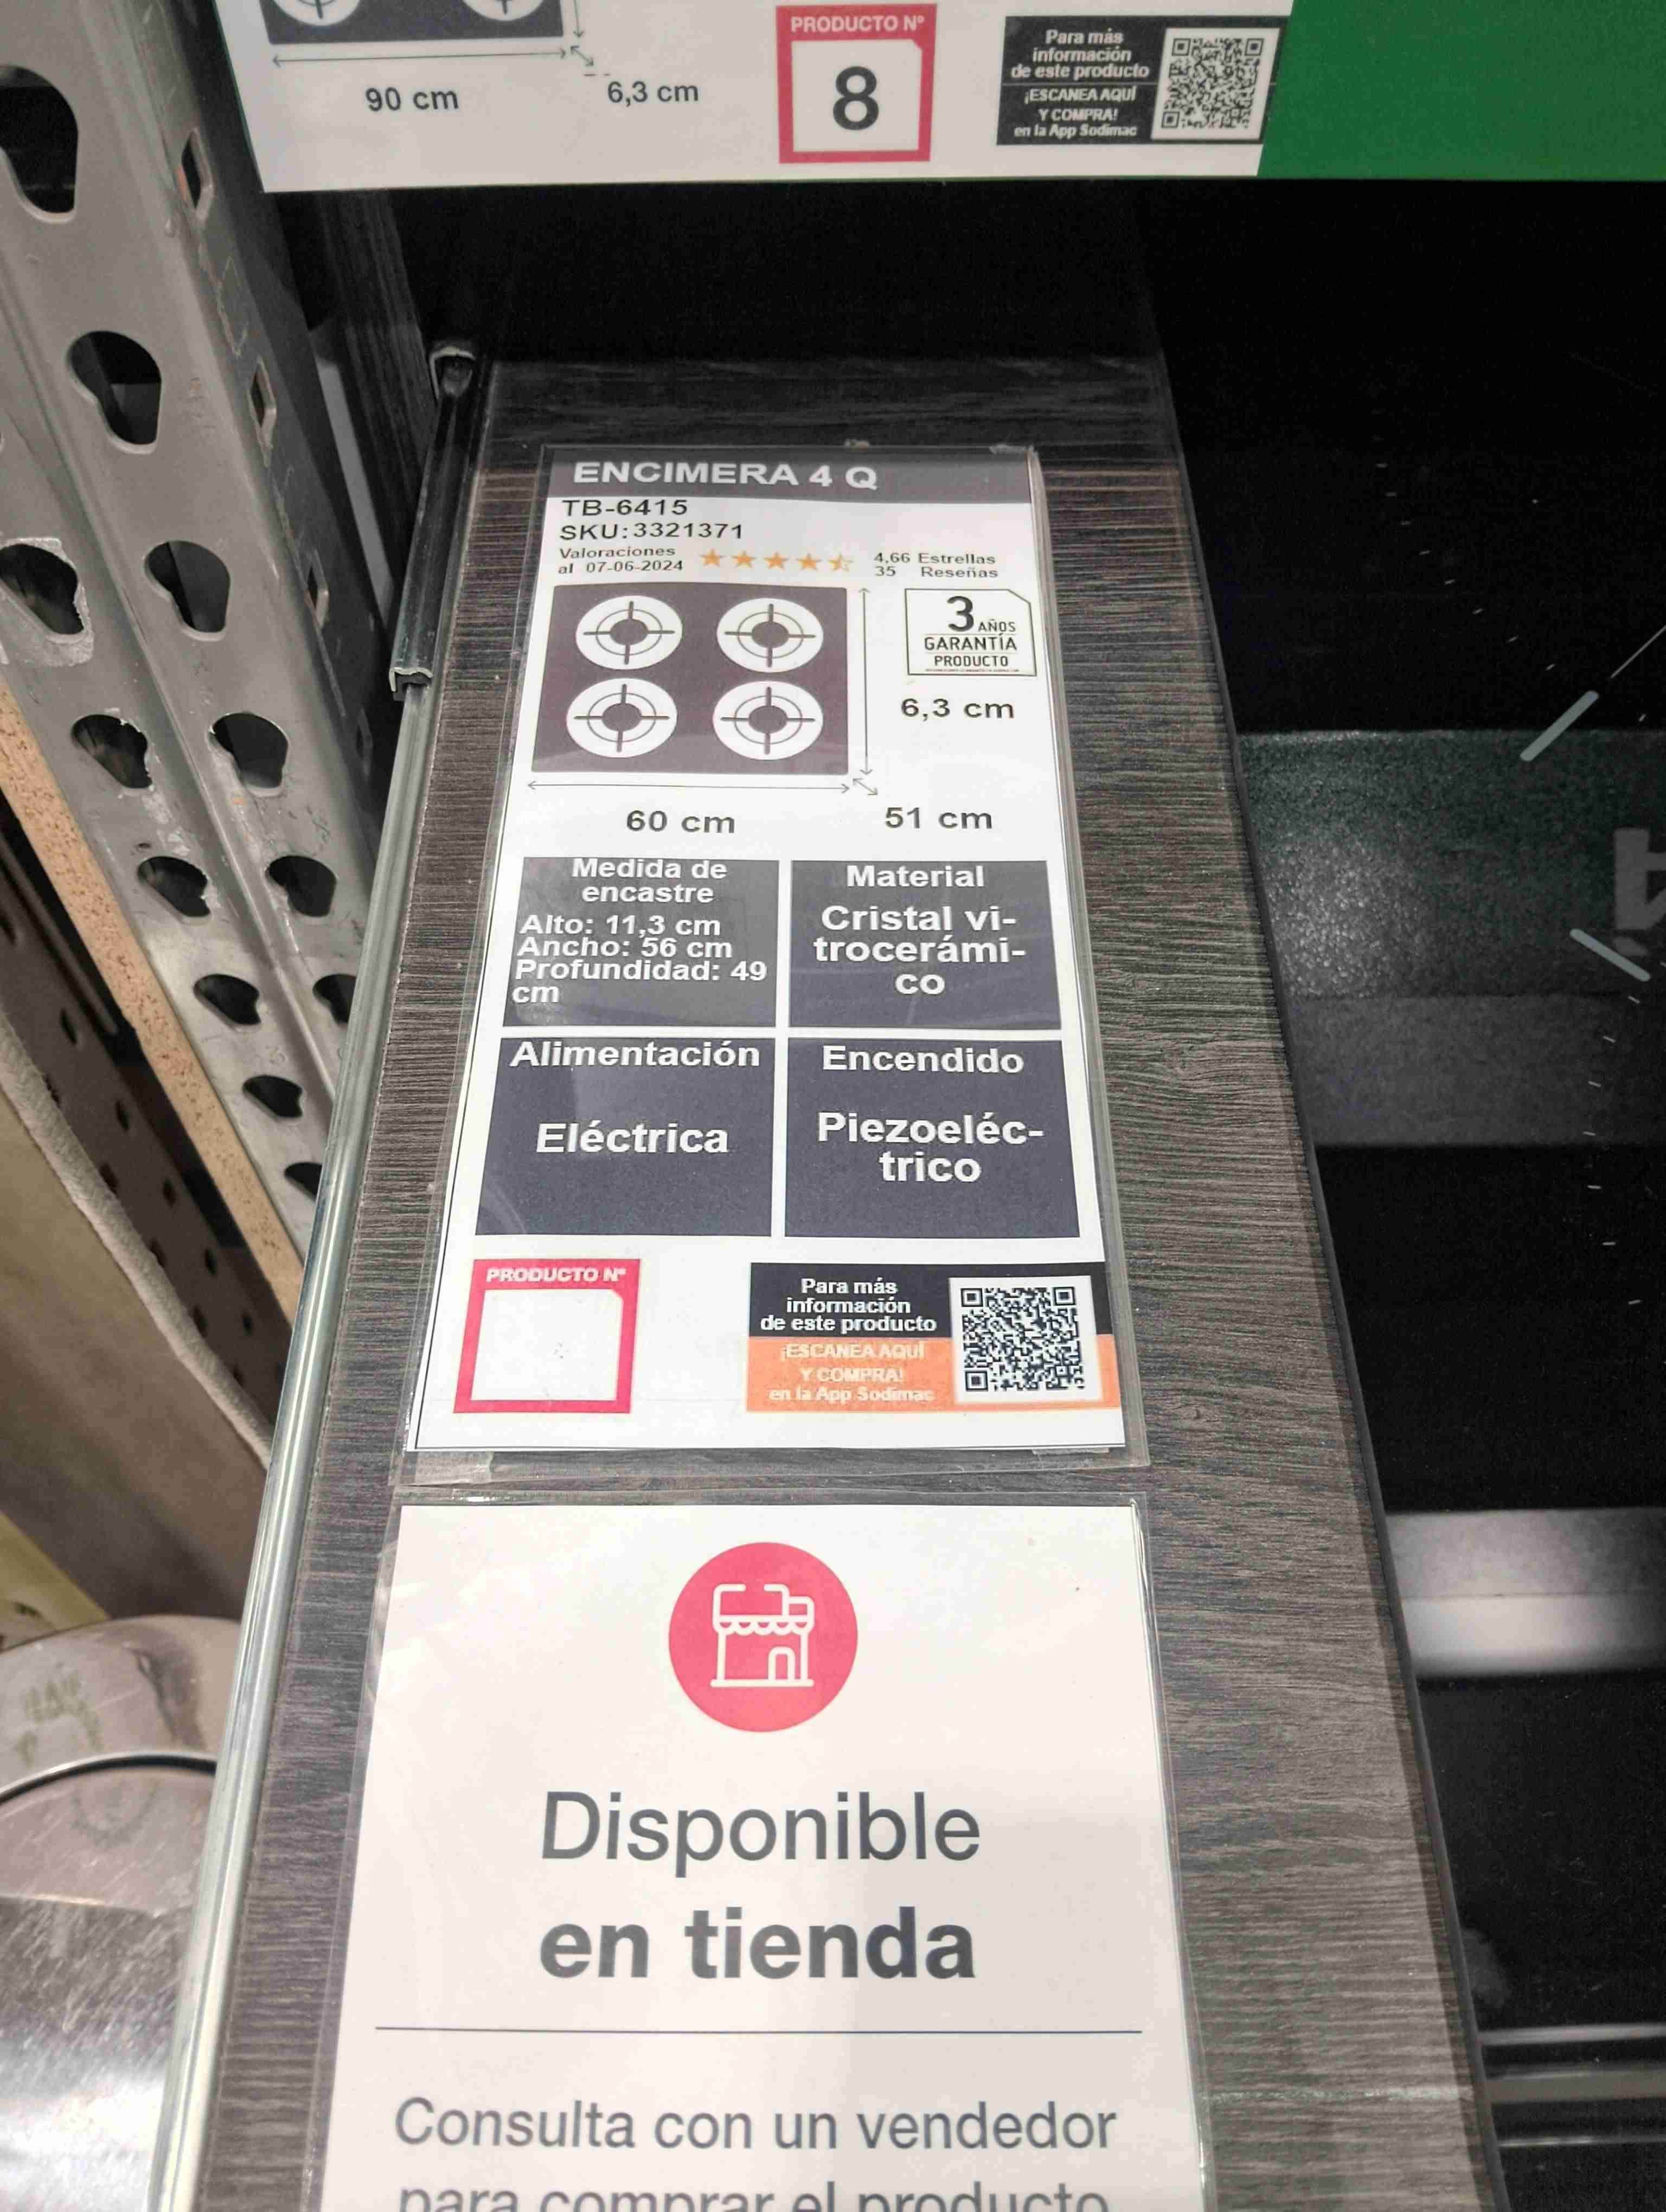 90 cm
6,3 cm
PRODUCTO Nº
8
Para más
información
de este producto
¡ESCANEA AQUÍ
Y COMPRA!
en la App Sodimac
ENCIMERA 4 Q
TB-6415
SKU:3321371
Valoraciones
al 07-06-2024
4,66 Estrellas
35 Reseñas
3 AÑOS
GARANTÍA
PRODUCTO
6,3 cm
60 cm
51 cm
Medida de
encastre
Alto: 11,3 cm
Ancho: 56 cm
Profundidad: 49
cm
Material
Cristal vi-
trocerámi-
co
Alimentación
Eléctrica
Encendido
Piezoeléc-
trico
PRODUCTO Nº
Para más
información
de este producto
¡ESCANEA AQUÍ
Y COMPRA!
en la App Sodimac
Disponible
en tienda
Consulta con un vendedor
para comprar el producto